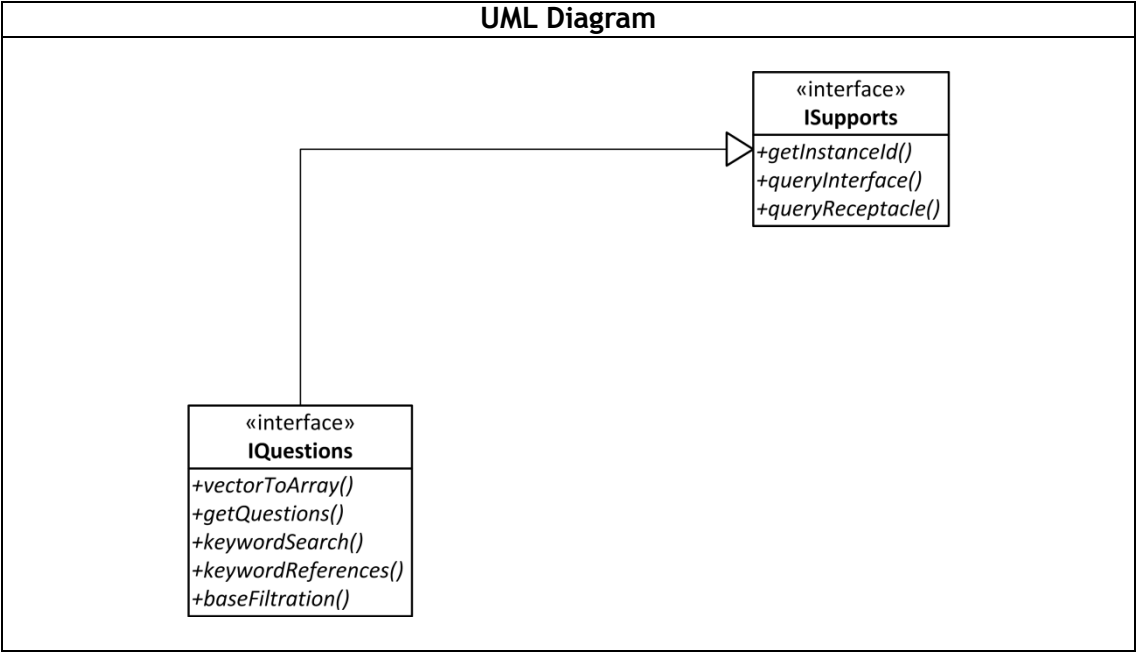 UML Diagram
«interface»
ISupports
+getInstanceId()
+queryInterface()
+queryReceptacle()
«interface»
IQuestions
+vectorToArray()
+getQuestions()
+keywordSearch()
+keywordReferences()
+baseFiltration()